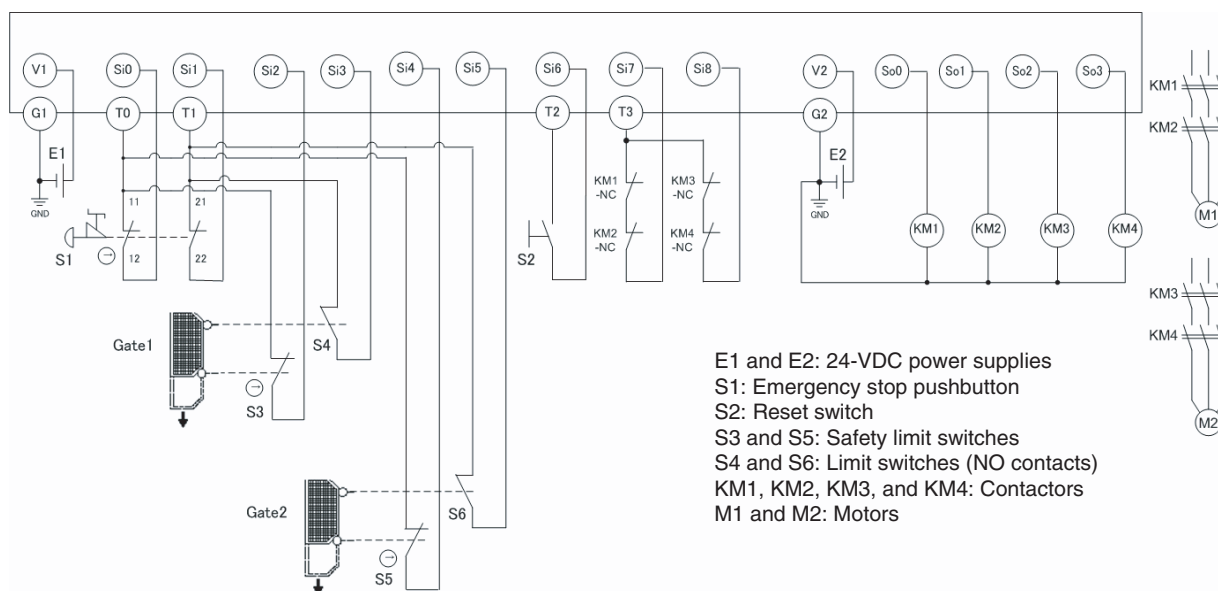 V1 Si0 Si1 Si2 Si3 Si4 Si5 Si6 Si7 Si8 V2 So0 So1 So2 So3
G1 T0 T1 T2 T3 G2
KM1
KM2
E1
E2
GND
GND
11 21
12 22
S1
KM1 -NC
KM3 -NC
KM2 -NC
KM4 -NC
S2
KM1 KM2 KM3 KM4
M1
KM3
KM4
M2
Gate1
S4
S3
Gate2
S6
S5
E1 and E2: 24-VDC power supplies
S1: Emergency stop pushbutton
S2: Reset switch
S3 and S5: Safety limit switches
S4 and S6: Limit switches (NO contacts)
KM1, KM2, KM3, and KM4: Contactors
M1 and M2: Motors